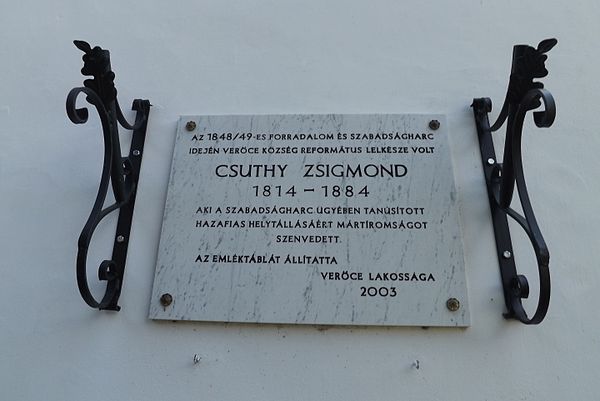 AZ 1848/49-ES FORRADALOM ÉS SZABADSÁGHARC
IDEJÉN VERŐCE KÖZSÉG REFORMÁTUS LELKÉSZE VOLT
CSUTHY ZSIGMOND
1814 – 1884
AKI A SZABADSÁGHARC ÜGYÉBEN TANÚSÍTOTT
HAZAFIAS HELYTÁLLÁSÁÉRT MÁRTÍROMSÁGOT
SZENVEDETT
AZ EMLÉKTÁBLÁT ÁLLÍTATTA
VERŐCE LAKOSSÁGA
2003